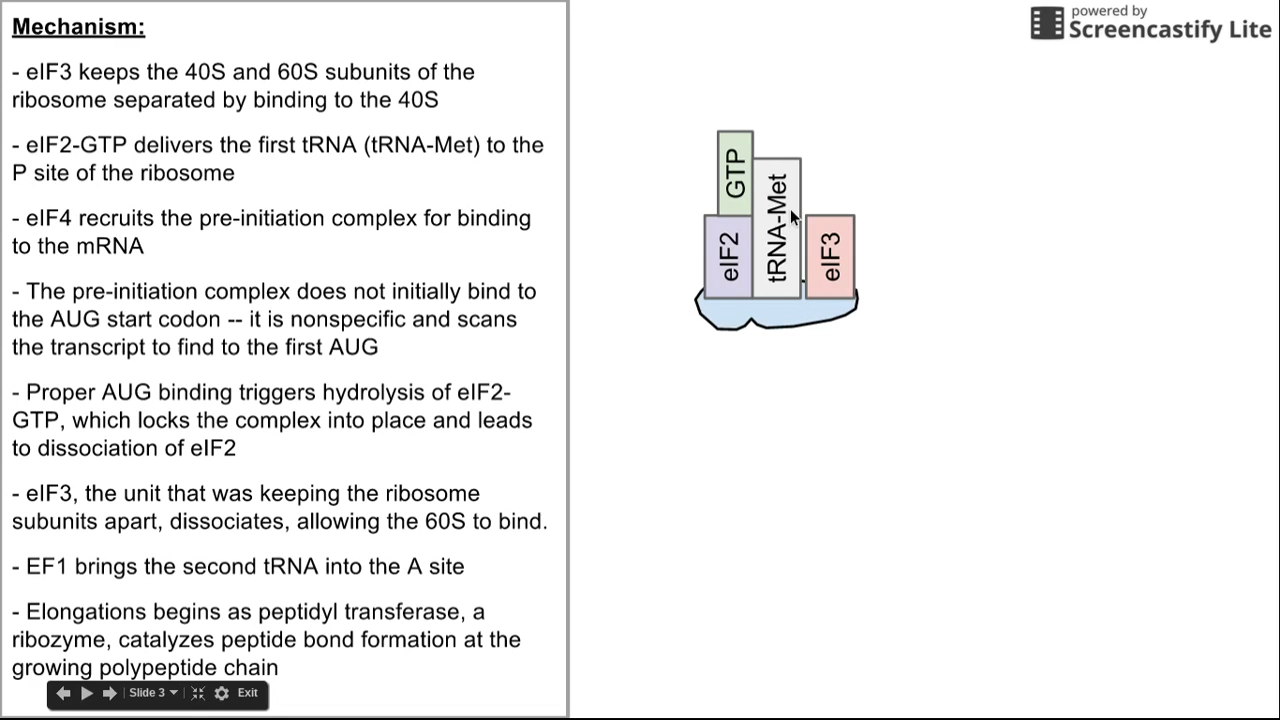 Mechanism:
- eIF3 keeps the 40S and 60S subunits of the
ribosome separated by binding to the 40S
- eIF2-GTP delivers the first tRNA (tRNA-Met) to the
P site of the ribosome
- eIF4 recruits the pre-initiation complex for binding
to the mRNA
- The pre-initiation complex does not initially bind to
the AUG start codon -- it is nonspecific and scans
the transcript to find to the first AUG
- Proper AUG binding triggers hydrolysis of eIF2-
GTP, which locks the complex into place and leads
to dissociation of eIF2
- eIF3, the unit that was keeping the ribosome
subunits apart, dissociates, allowing the 60S to bind.
- EF1 brings the second tRNA into the A site
- Elongations begins as peptidyl transferase, a
ribozyme, catalyzes peptide bond formation at the
growing polypeptide chain
Slide 3
Exit
powered by
Screencastify Lite
GTP
eIF2
tRNA-Met
eIF3